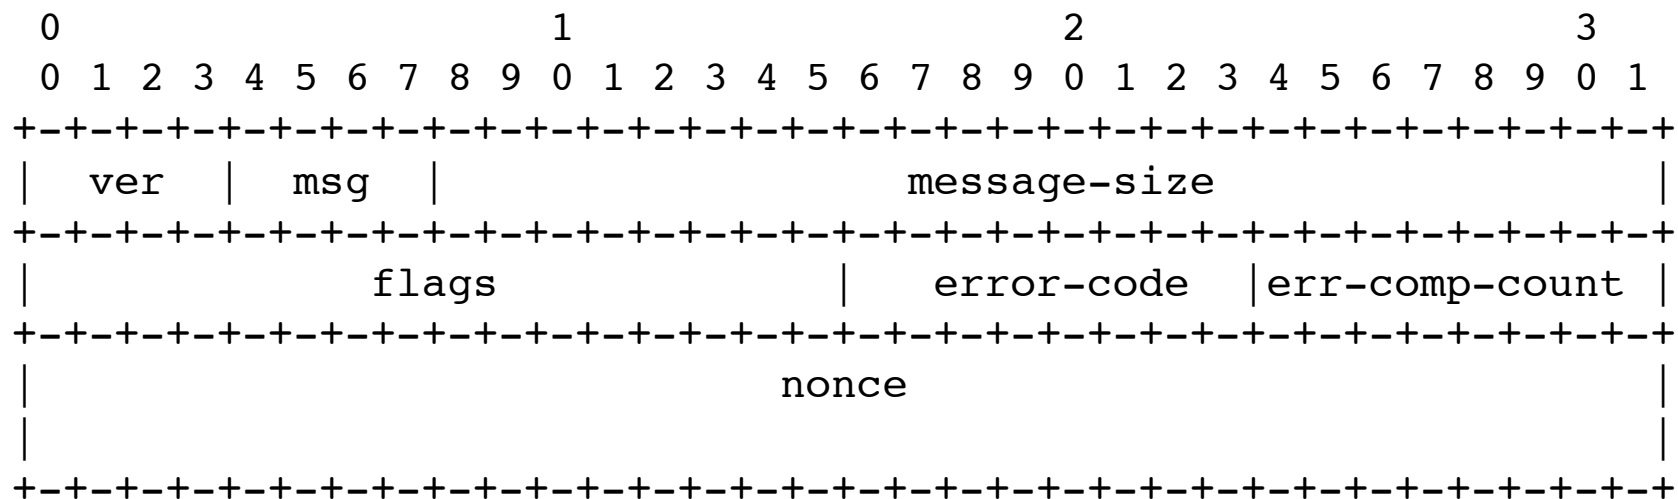 0                   1                   2                   3
 0 1 2 3 4 5 6 7 8 9 0 1 2 3 4 5 6 7 8 9 0 1 2 3 4 5 6 7 8 9 0 1
+-+-+-+-+-+-+-+-+-+-+-+-+-+-+-+-+-+-+-+-+-+-+-+-+-+-+-+-+-+-+-+-+
|  ver  |  msg  |                  message-size                 |
+-+-+-+-+-+-+-+-+-+-+-+-+-+-+-+-+-+-+-+-+-+-+-+-+-+-+-+-+-+-+-+-+
|             flags             |   error-code  |err-comp-count |
+-+-+-+-+-+-+-+-+-+-+-+-+-+-+-+-+-+-+-+-+-+-+-+-+-+-+-+-+-+-+-+-+
|                             nonce                             |
|                                                               |
+-+-+-+-+-+-+-+-+-+-+-+-+-+-+-+-+-+-+-+-+-+-+-+-+-+-+-+-+-+-+-+-+